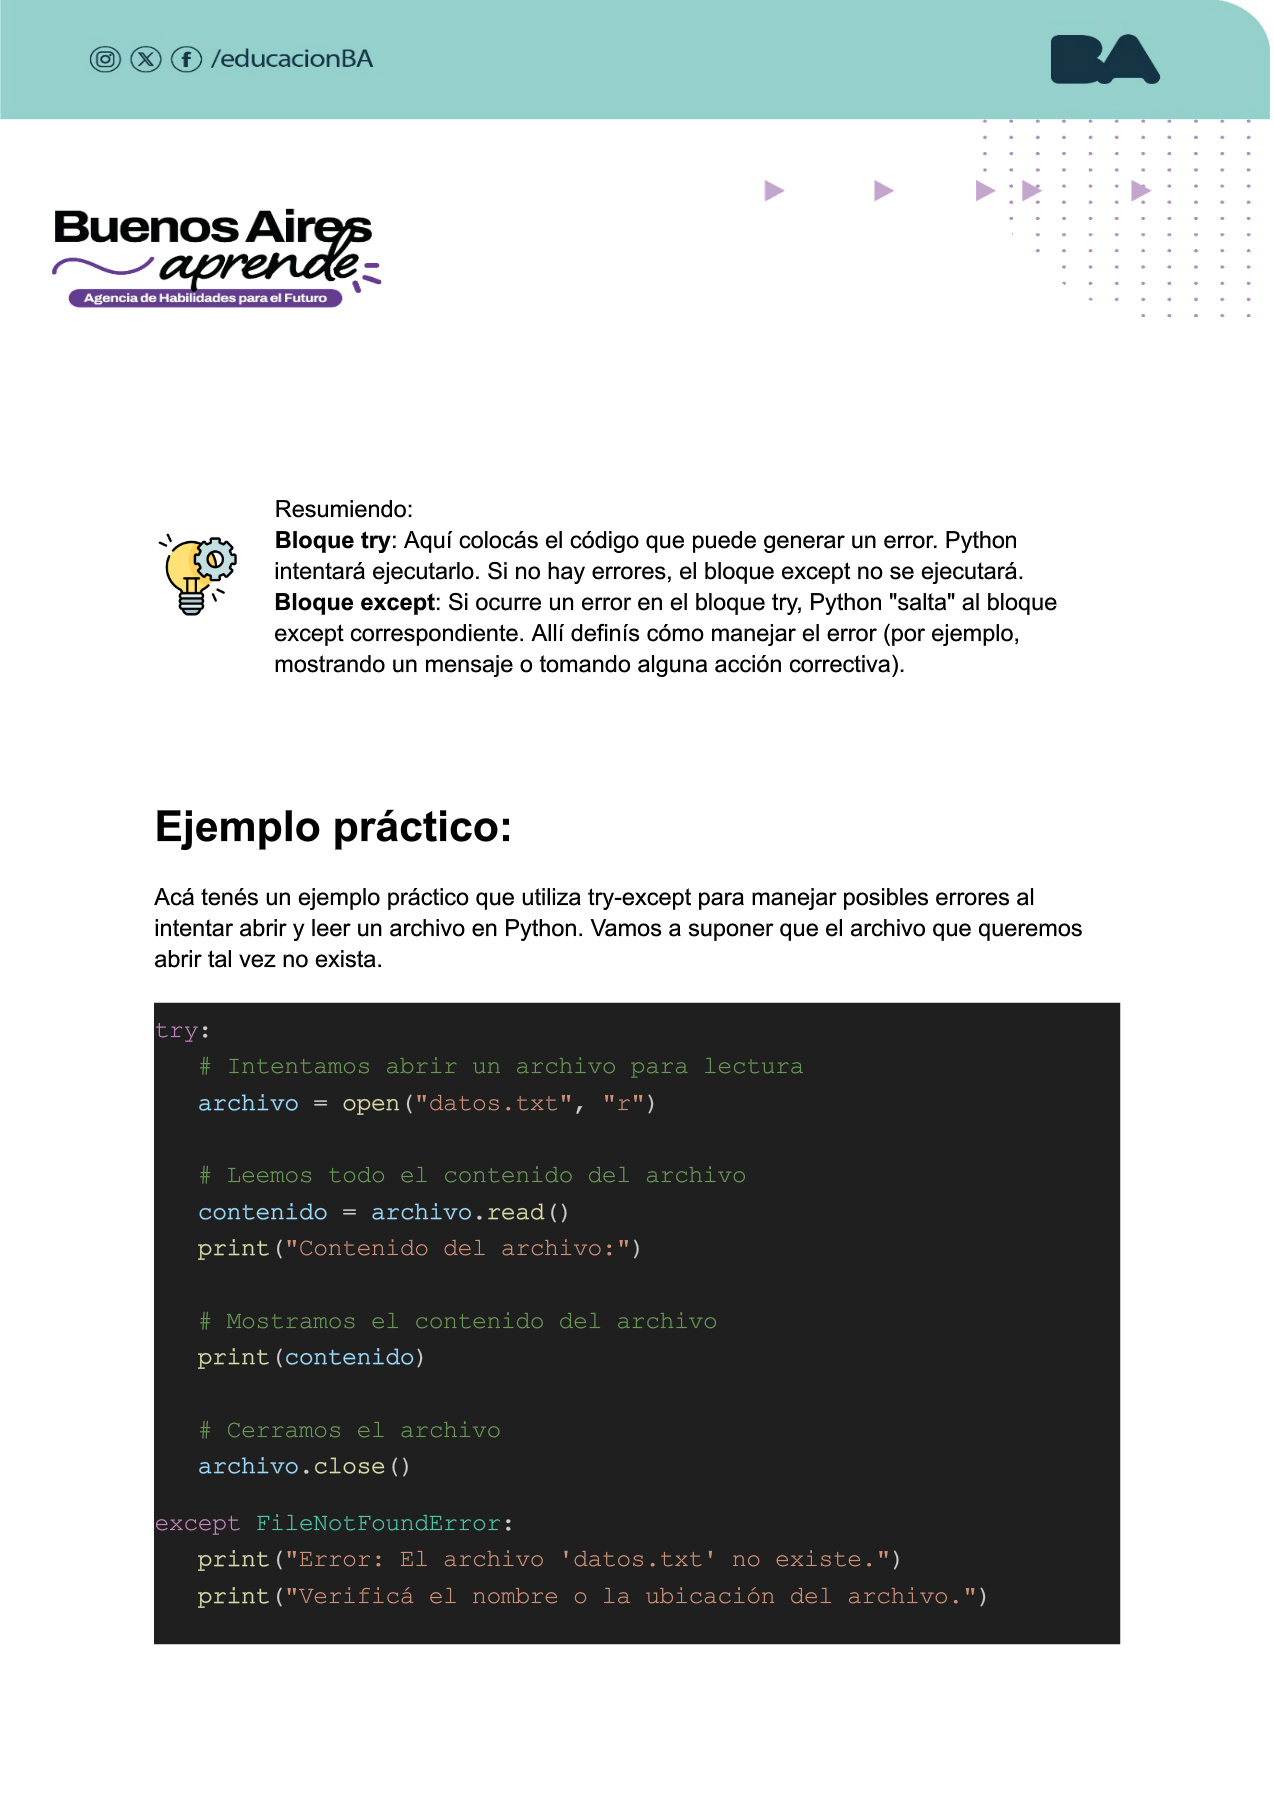 /educacionBA
BA
Buenos Aires
aprende
Agencia de Habilidades para el Futuro
Resumiendo:
Bloque try: Aquí colocás el código que puede generar un error. Python
intentará ejecutarlo. Si no hay errores, el bloque except no se ejecutará.
Bloque except: Si ocurre un error en el bloque try, Python "salta" al bloque
except correspondiente. Allí definís cómo manejar el error (por ejemplo,
mostrando un mensaje o tomando alguna acción correctiva).
Ejemplo práctico:
Acá tenés un ejemplo práctico que utiliza try-except para manejar posibles errores al
intentar abrir y leer un archivo en Python. Vamos a suponer que el archivo que queremos
abrir tal vez no exista.
try:
   # Intentamos abrir un archivo para lectura
   archivo = open("datos.txt", "r")
   # Leemos todo el contenido del archivo
   contenido = archivo.read()
   print("Contenido del archivo:")
   # Mostramos el contenido del archivo
   print(contenido)
   # Cerramos el archivo
   archivo.close()
except FileNotFoundError:
   print("Error: El archivo 'datos.txt' no existe.")
   print("Verificá el nombre o la ubicación del archivo.")